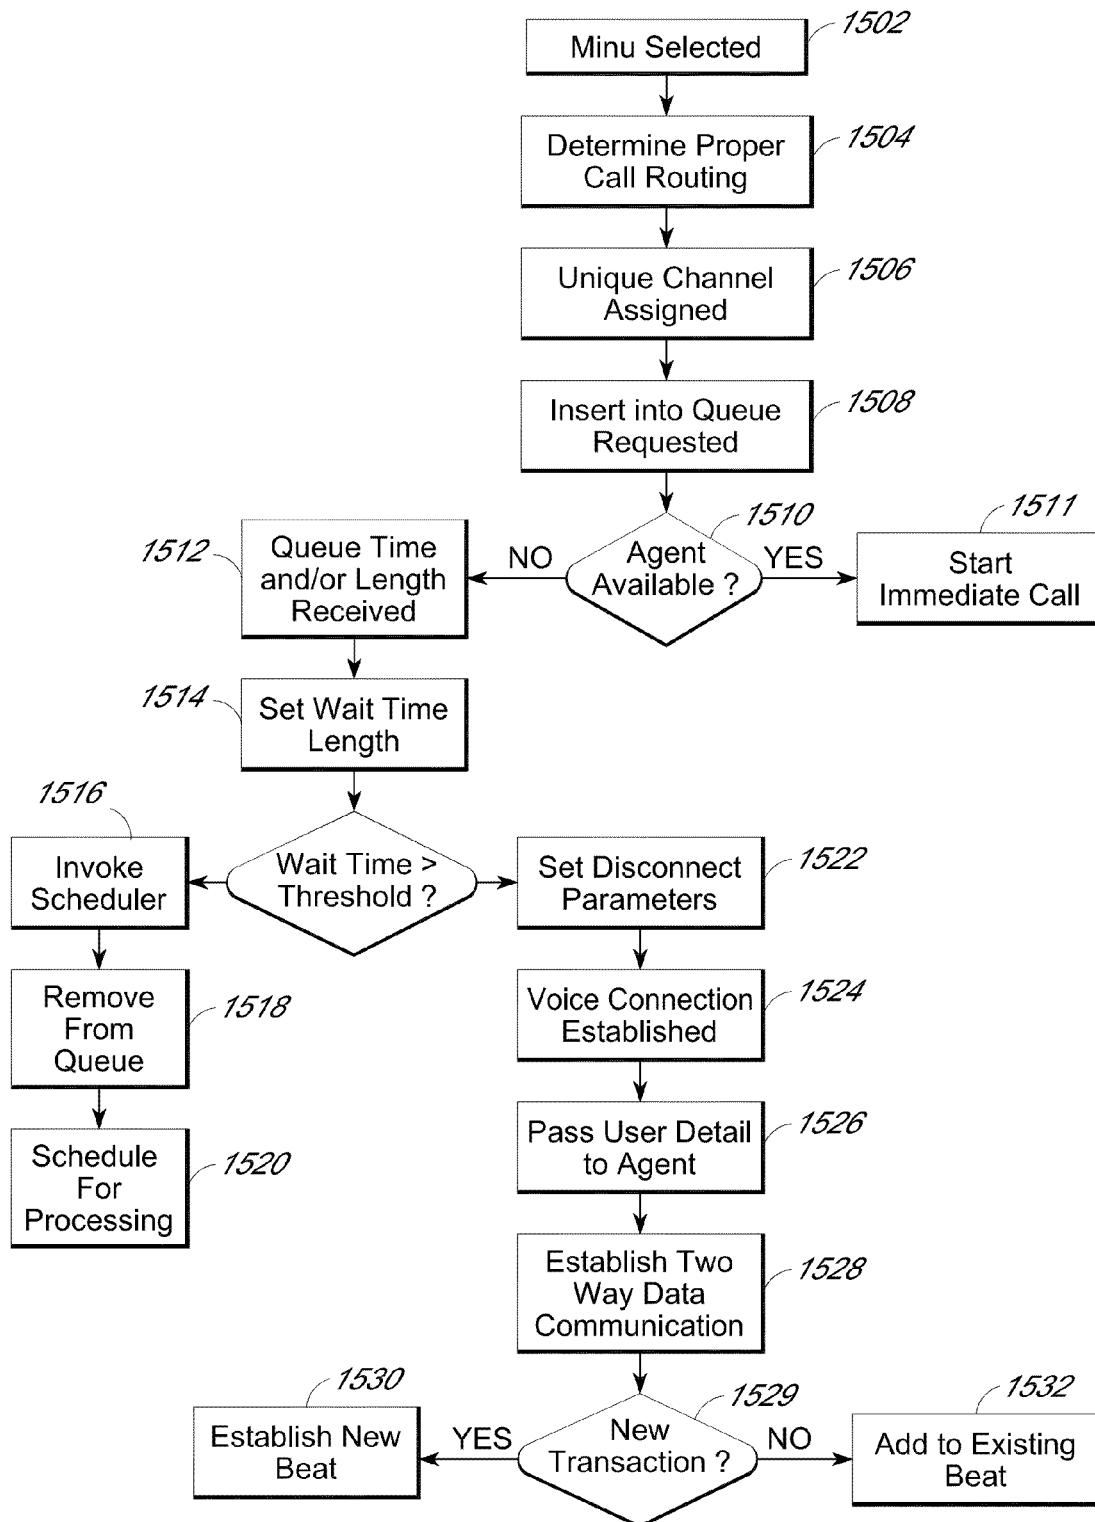 Minu Selected
1502
Determine Proper
Call Routing
1504
Unique Channel
Assigned
1506
Insert into Queue
Requested
1508
Agent
Available ?
1510
NO
YES
1511
Start
Immediate Call
1512
Queue Time
and/or Length
Received
1514
Set Wait Time
Length
Wait Time >
Threshold ?
1516
Invoke
Scheduler
Remove
From
Queue
1518
Schedule
For
Processing
1520
Set Disconnect
Parameters
1522
Voice Connection
Established
1524
Pass User Detail
to Agent
1526
Establish Two
Way Data
Communication
1528
New
Transaction ?
1529
YES
NO
1530
Establish New
Beat
1532
Add to Existing
Beat